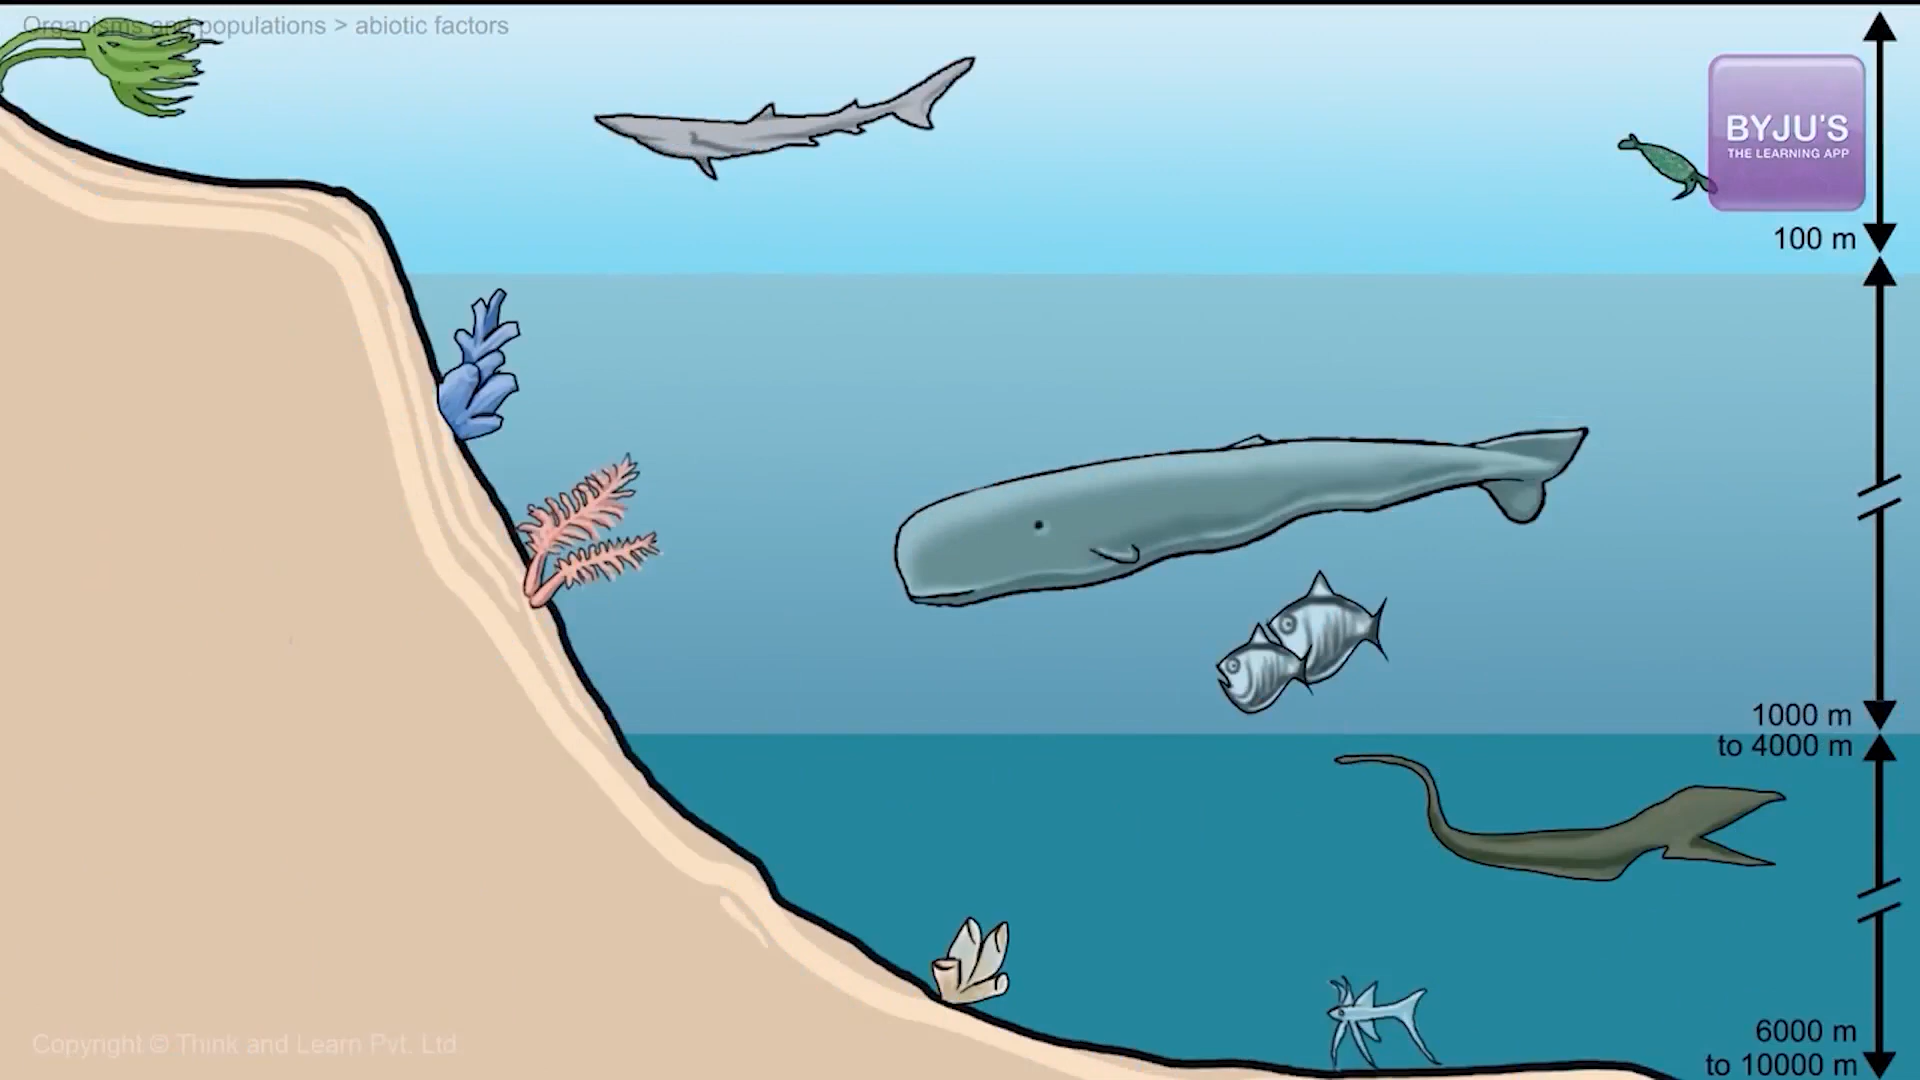 Organisms and populations > abiotic factors
BYJU'S
THE LEARNING APP
100 m
1000 m
to 4000 m
6000 m
to 10000 m
Copyright © Think and Learn Pvt. Ltd.